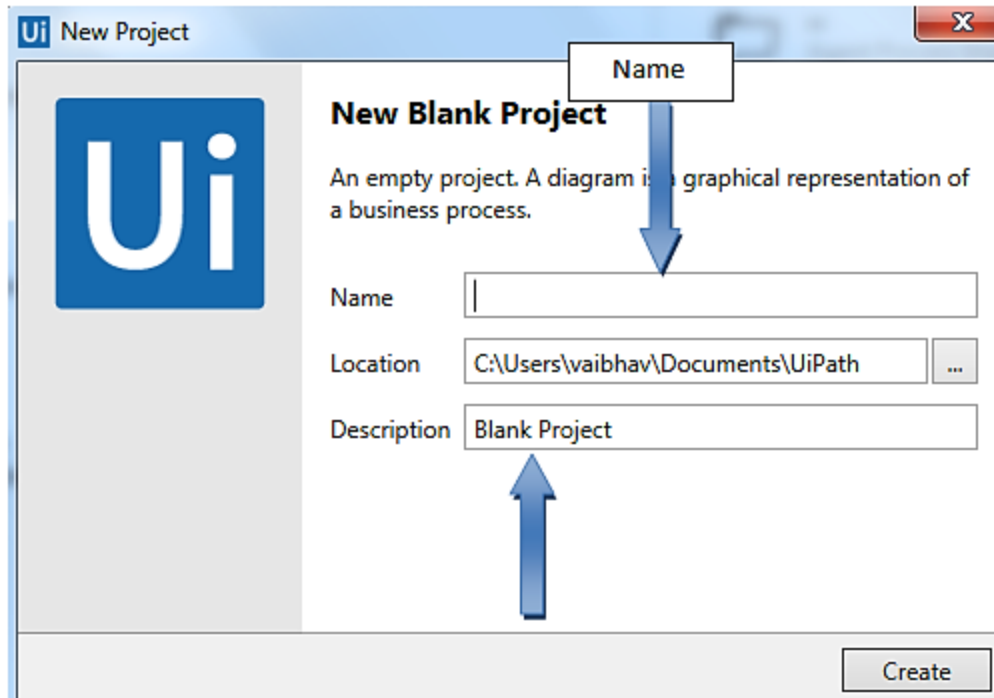 Ui New Project X
Name
Ui
New Blank Project
An empty project. A diagram is a graphical representation of
a business process.
Name
Location C:\Users\vaibhav\Documents\UiPath ...
Description Blank Project
Create